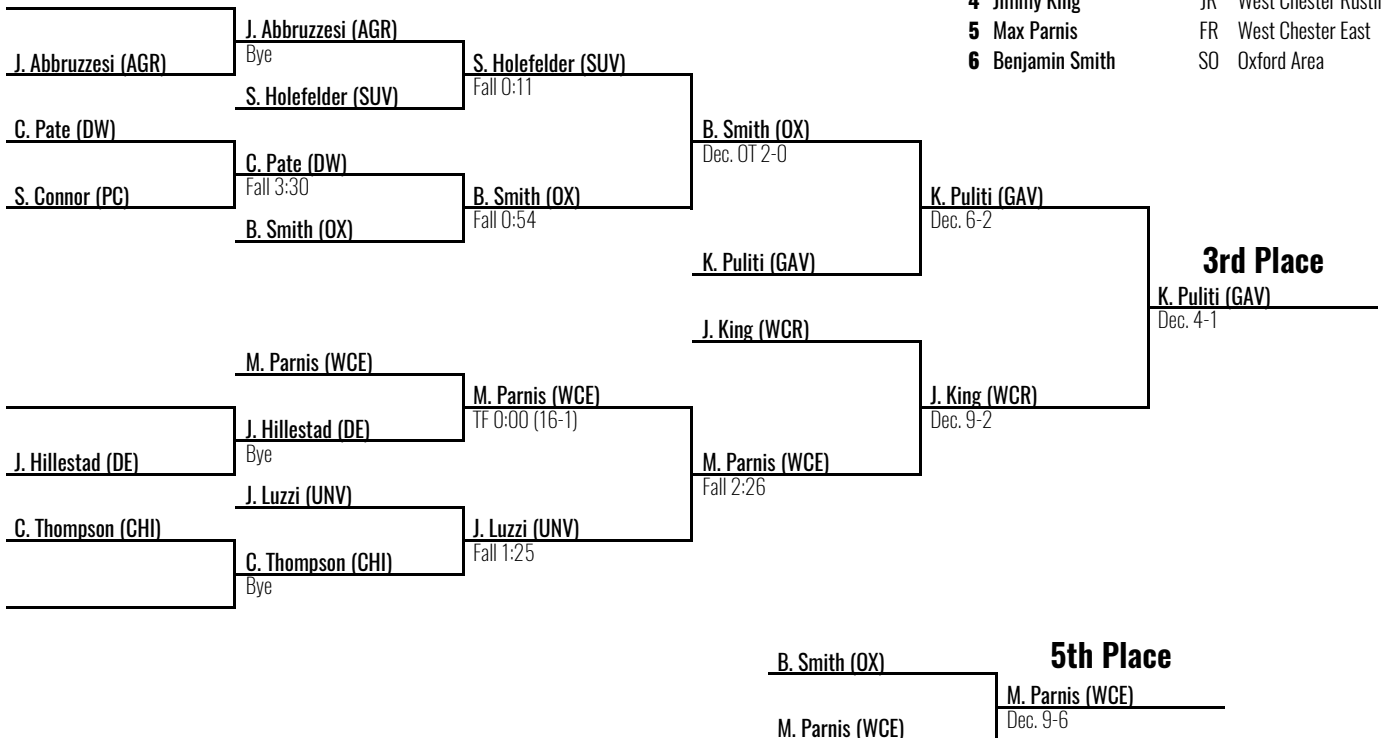 4 Jimmy King JR West Chester Rustin
5 Max Parnis FR West Chester East
6 Benjamin Smith SO Oxford Area
J. Abbruzzesi (AGR)
J. Abbruzzesi (AGR)
Bye
S. Holefelder (SUV)
S. Holefelder (SUV)
Fall 0:11
C. Pate (DW)
S. Connor (PC)
C. Pate (DW)
Fall 3:30
B. Smith (OX)
B. Smith (OX)
Fall 0:54
B. Smith (OX)
Dec. OT 2-0
K. Puliti (GAV)
K. Puliti (GAV)
Dec. 6-2
3rd Place
K. Puliti (GAV)
Dec. 4-1
J. King (WCR)
J. King (WCR)
Dec. 9-2
M. Parnis (WCE)
M. Parnis (WCE)
TF 0:00 (16-1)
J. Hillestad (DE)
J. Hillestad (DE)
Bye
M. Parnis (WCE)
Fall 2:26
J. Luzzi (UNV)
J. Luzzi (UNV)
Fall 1:25
C. Thompson (CHI)
C. Thompson (CHI)
Bye
5th Place
B. Smith (OX)
M. Parnis (WCE)
Dec. 9-6
M. Parnis (WCE)